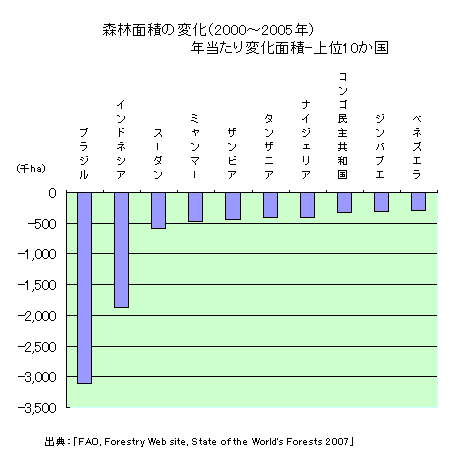 森林面積の変化(2000～2005年)
年当たり変化面積-上位10か国
ブラジル
インドネシア
スーダン
ミャンマー
ザンビア
タンザニア
ナイジェリア
コンゴ民主共和国
ジンバブエ
ベネズエラ
(千ha)
0
-500
-1,000
-1,500
-2,000
-2,500
-3,000
-3,500
出典:「FAO, Forestry Web site, State of the World's Forests 2007」